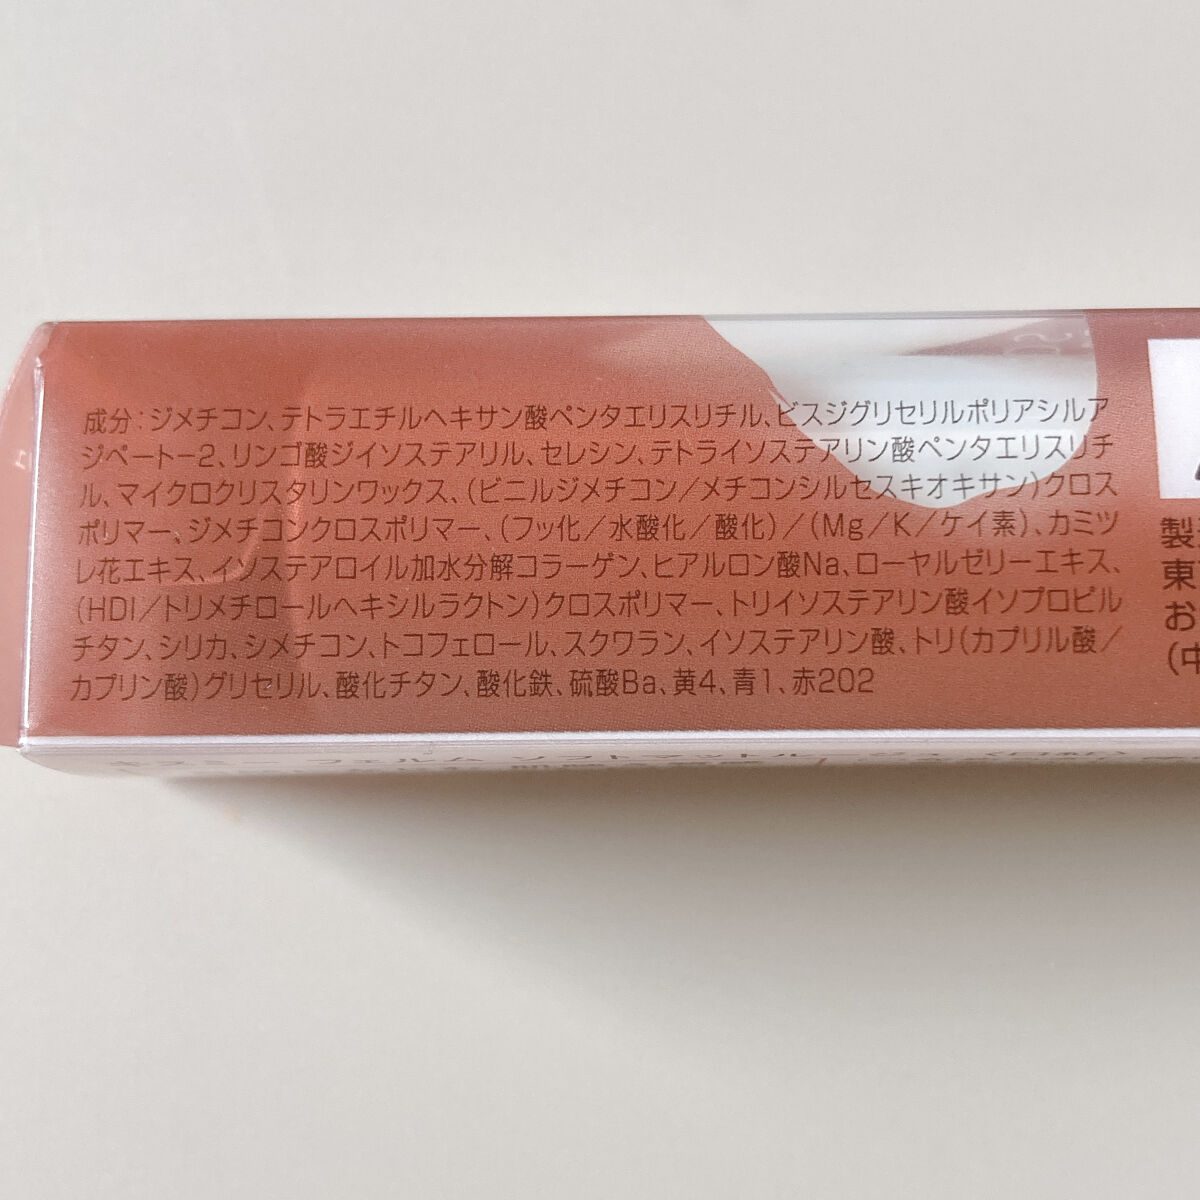 成分：ジメチコン、テトラエチルヘキサン酸ペンタエリスリチル、ビスジグリセリルポリアシルア
ジペート－2、リンゴ酸ジイソステアリル、セレシン、テトライソステアリン酸ペンタエリスリチ
ル、マイクロクリスタリンワックス、（ビニルジメチコン／メチコンシルセスキオキサン）クロス
ポリマー、ジメチコンクロスポリマー、（フッ化／水酸化／酸化）／（Mg／K／ケイ素）、カミツ
レ花エキス、イソステアロイル加水分解コラーゲン、ヒアルロン酸Na、ローヤルゼリーエキス、
（HDI／トリメチロールヘキシルラクトン）クロスポリマー、トリイソステアリン酸イソプロピル
チタン、シリカ、シメチコン、トコフェロール、スクワラン、イソステアリン酸、トリ（カプリル酸／
カプリン酸）グリセリル、酸化チタン、酸化鉄、硫酸Ba、黄4、青1、赤202
製
東
お
（中